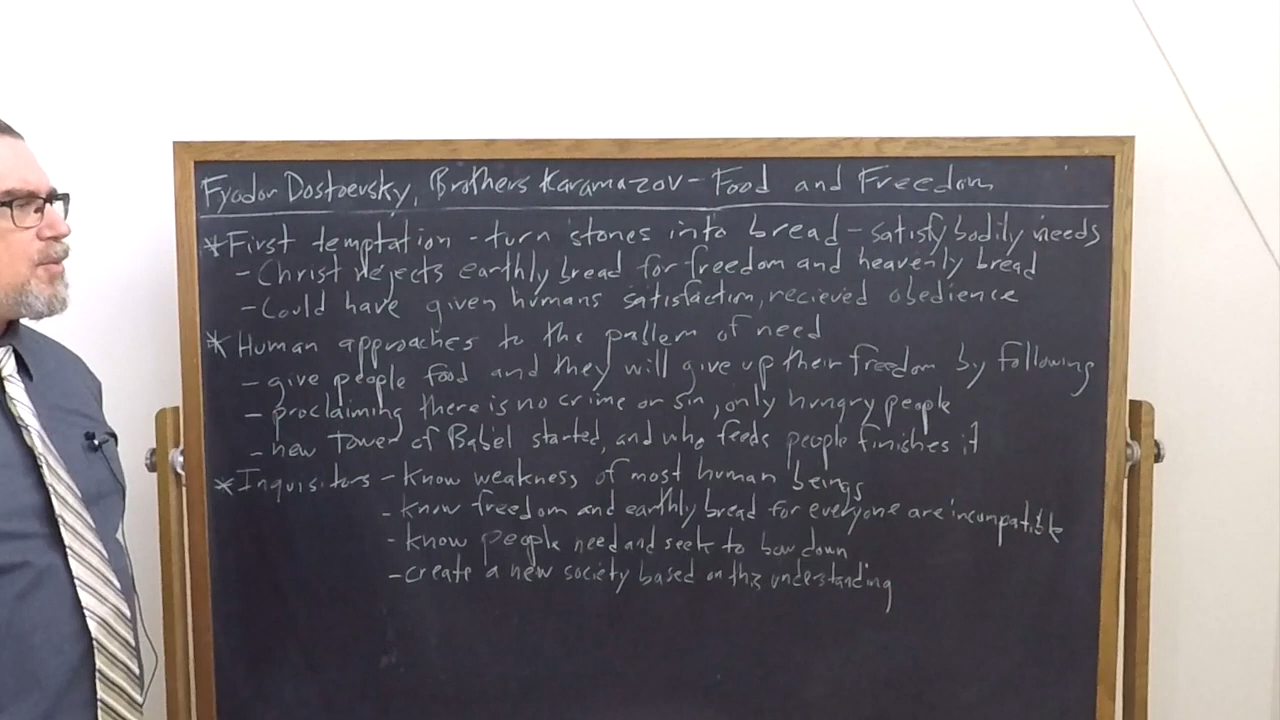 Fyodor Dostoevsky, Brothers Karamazov - Food and Freedom
*First temptation - turn stones into bread - satisfy bodily needs
- Christ rejects earthly bread for freedom and heavenly bread
- Could have given humans satisfaction, recieved obedience
* Human approaches to the problem of need
- give people food and they will give up their freedom by following
- proclaiming there is no crime or sin, only hungry people
- new Tower of Babel started, and who feeds people finishes it
*Inquisitors - know weakness of most human beings
- know freedom and earthly bread for everyone are incompatible
- know people need and seek to bow down
- create a new society based on this understanding